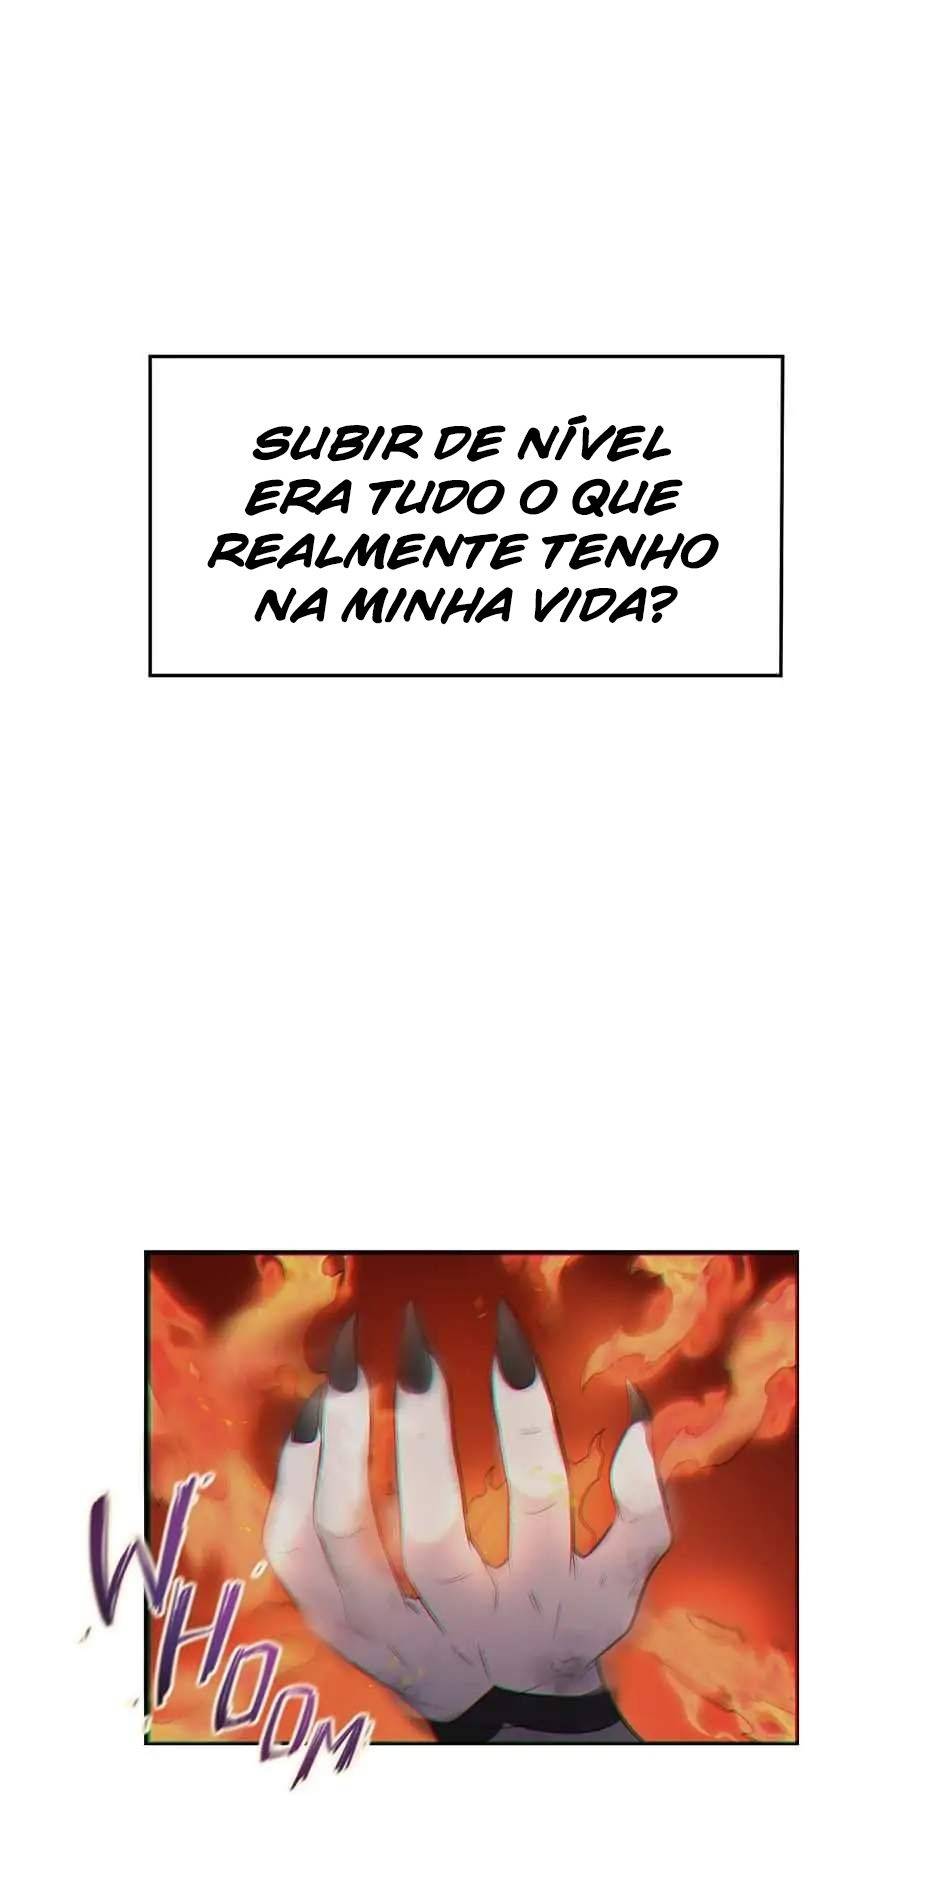 SUBIR DE NÍVEL
ERA TUDO O QUE
REALMENTE TENHO
NA MINHA VIDA?
WHOOM